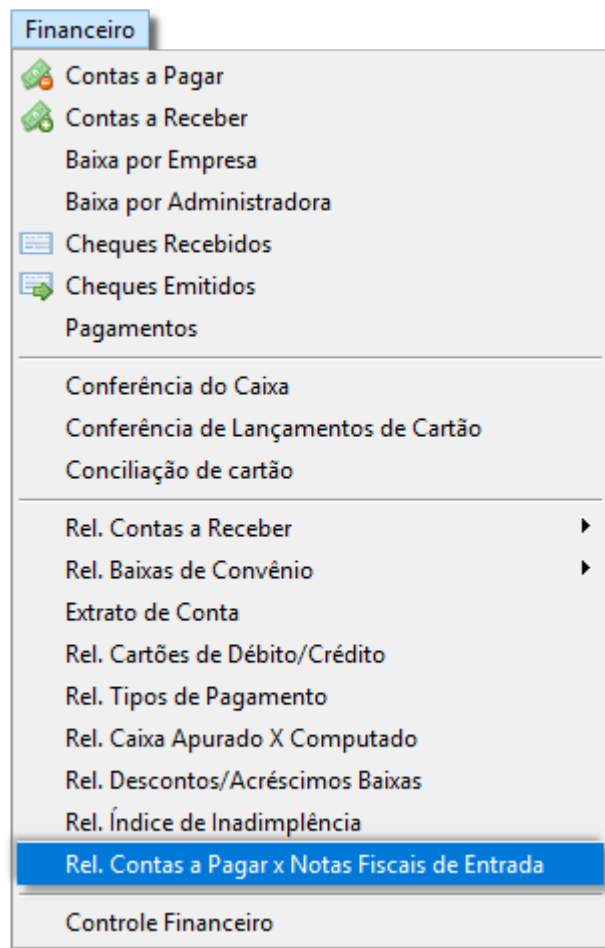 Financeiro
Contas a Pagar
Contas a Receber
Baixa por Empresa
Baixa por Administradora
Cheques Recebidos
Cheques Emitidos
Pagamentos
Conferência do Caixa
Conferência de Lançamentos de Cartão
Conciliação de cartão
Rel. Contas a Receber
Rel. Baixas de Convênio
Extrato de Conta
Rel. Cartões de Débito/Crédito
Rel. Tipos de Pagamento
Rel. Caixa Apurado X Computado
Rel. Descontos/Acréscimos Baixas
Rel. Índice de Inadimplência
Rel. Contas a Pagar x Notas Fiscais de Entrada
Controle Financeiro